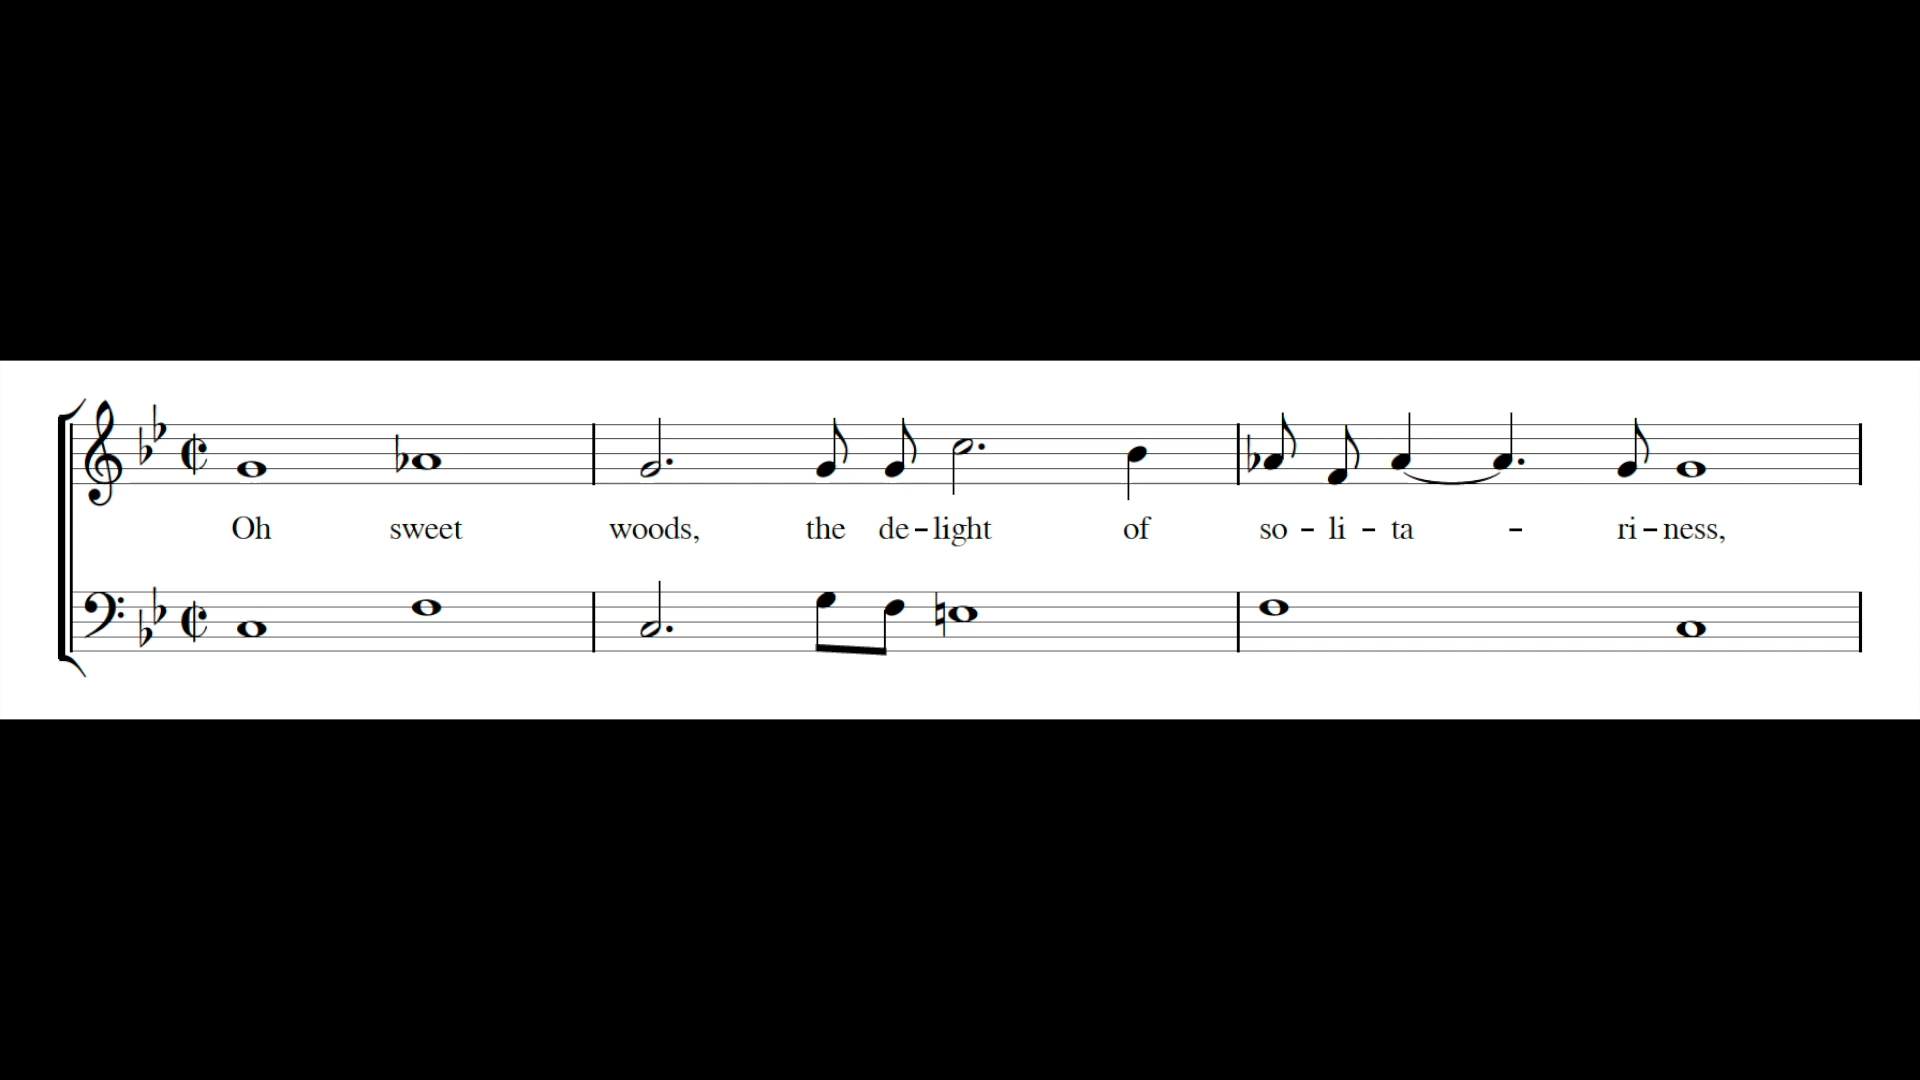 Oh sweet woods, the de-light of so-li-ta-ri-ness,